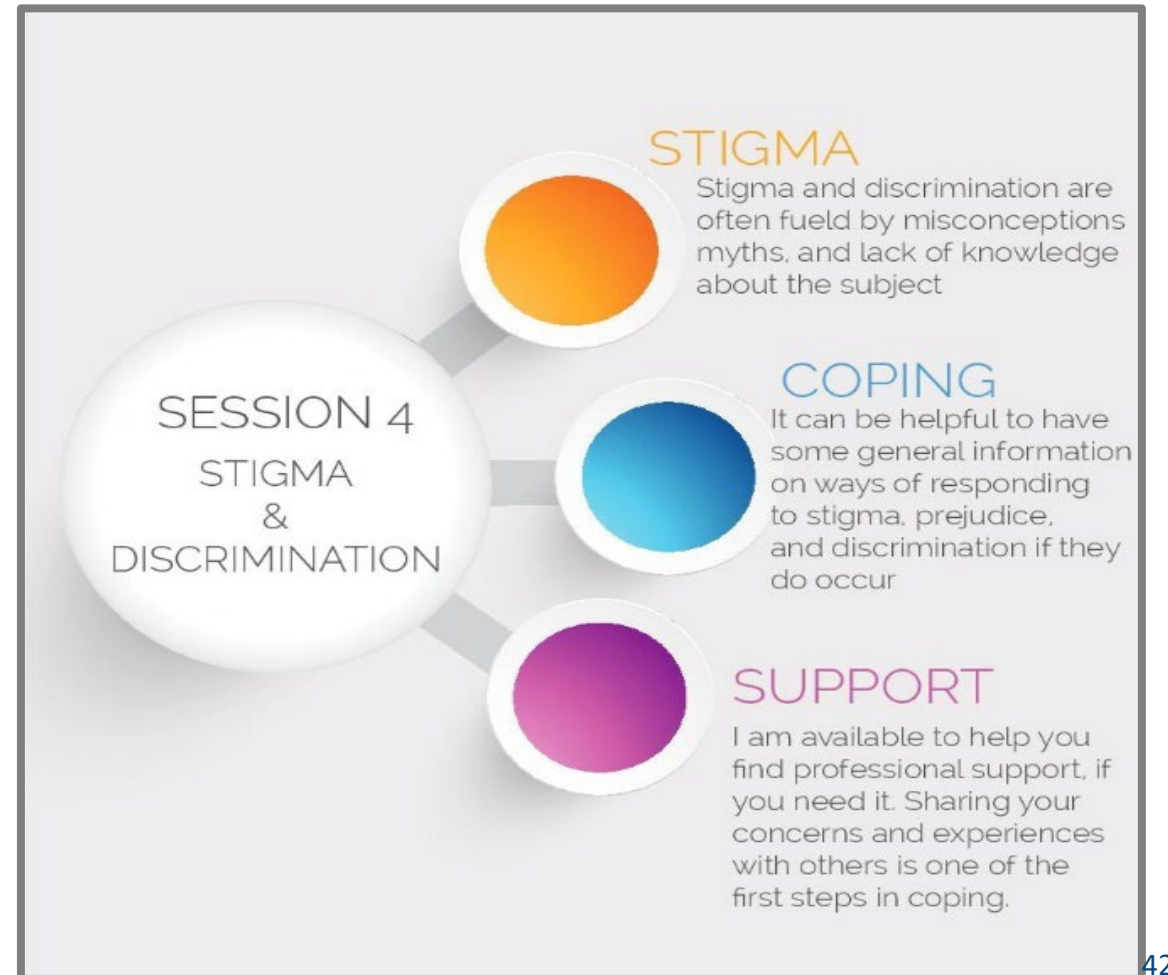 SESSION 4
STIGMA
&
DISCRIMINATION
STIGMA
Stigma and discrimination are
often fueld by misconceptions
myths, and lack of knowledge
about the subject
COPING
It can be helpful to have
some general information
on ways of responding
to stigma, prejudice,
and discrimination if they
do occur
SUPPORT
I am available to help you
find professional support, if
you need it. Sharing your
concerns and experiences
with others is one of the
first steps in coping.
42